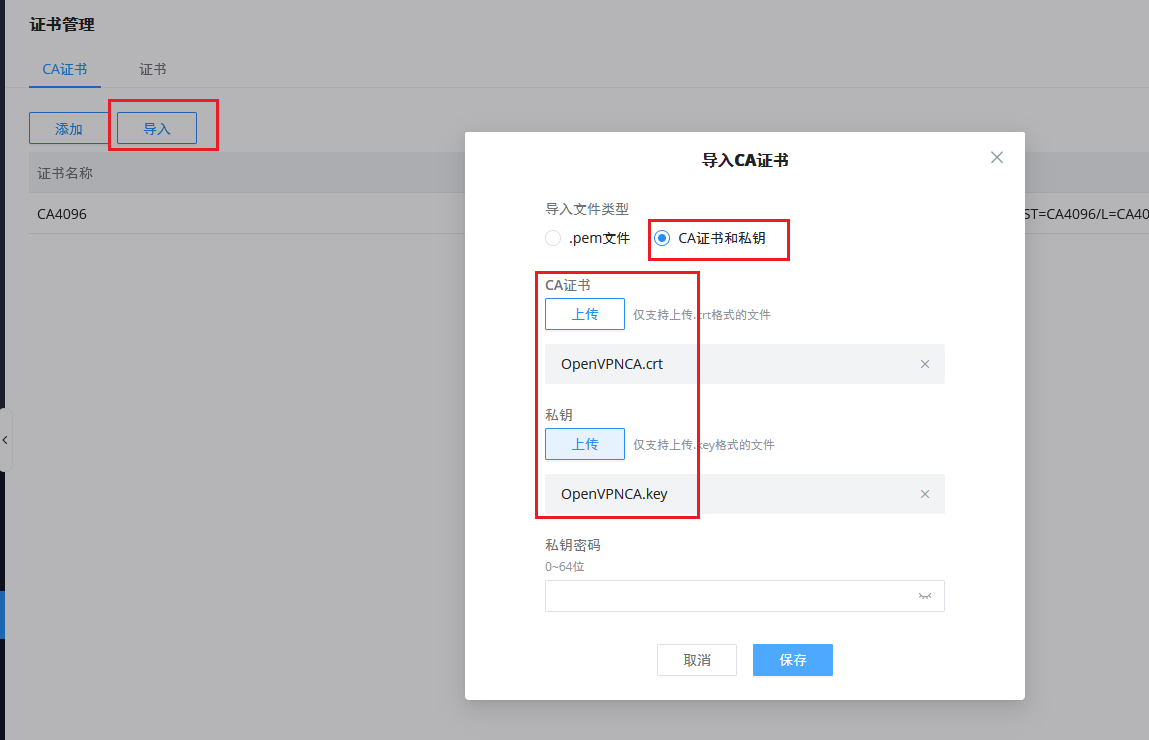 证书管理
CA证书 证书
添加 导入
证书名称
CA4096
ST=CA4096/L=CA40
导入CA证书
导入文件类型
.pem文件 CA证书和私钥
CA证书
上传 仅支持上传.crt格式的文件
OpenVPNCA.crt
私钥
上传 仅支持上传.key格式的文件
OpenVPNCA.key
私钥密码
0~64位
取消 保存